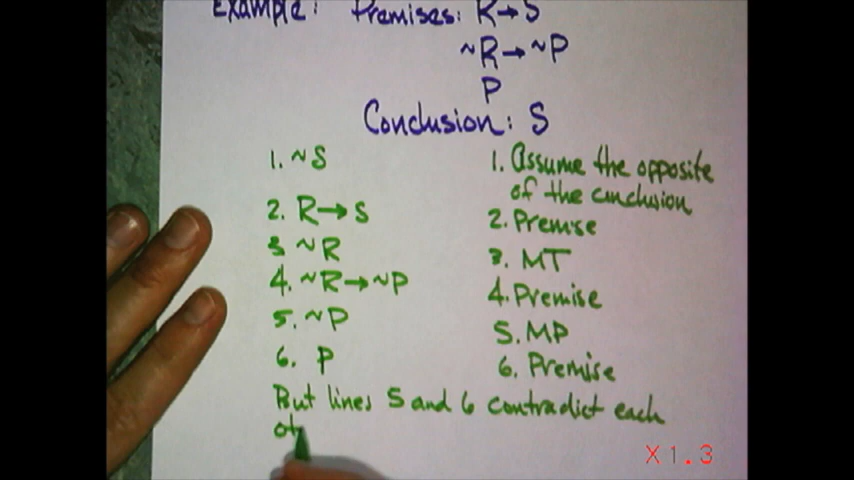 Example: Premises: R→S
~R→~P
P
Conclusion: S
1. ~S 1. Assume the opposite
of the conclusion
2. R→S 2. Premise
3 ~R 3. MT
4. ~R→~P 4. Premise
5. ~P 5. MP
6. P 6. Premise
But lines 5 and 6 contradict each
ot
X1.3